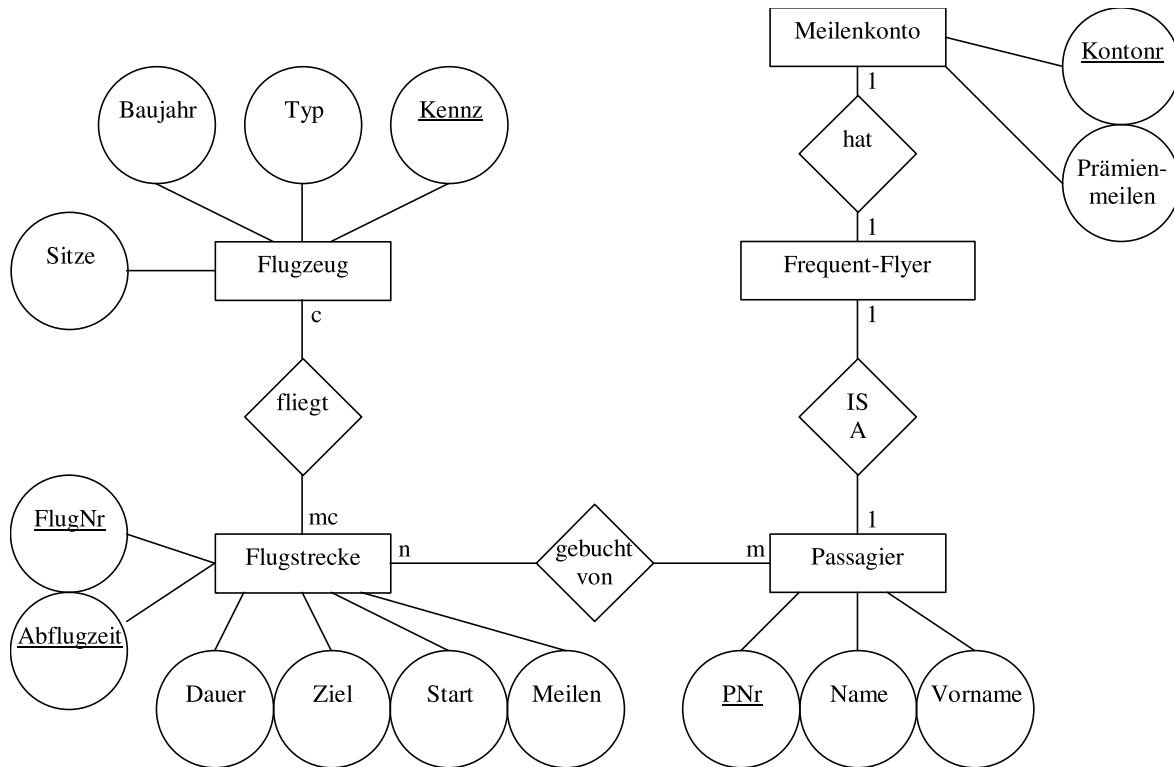 Meilenkonto
Kontonr
1
Baujahr
Typ
Kennz
hat
Prämien-
meilen
1
Sitze
Flugzeug
Frequent-Flyer
c
1
fliegt
IS
A
FlugNr
mc
1
Flugstrecke
n
gebucht
von
m
Passagier
Abflugzeit
Dauer
Ziel
Start
Meilen
PNr
Name
Vorname